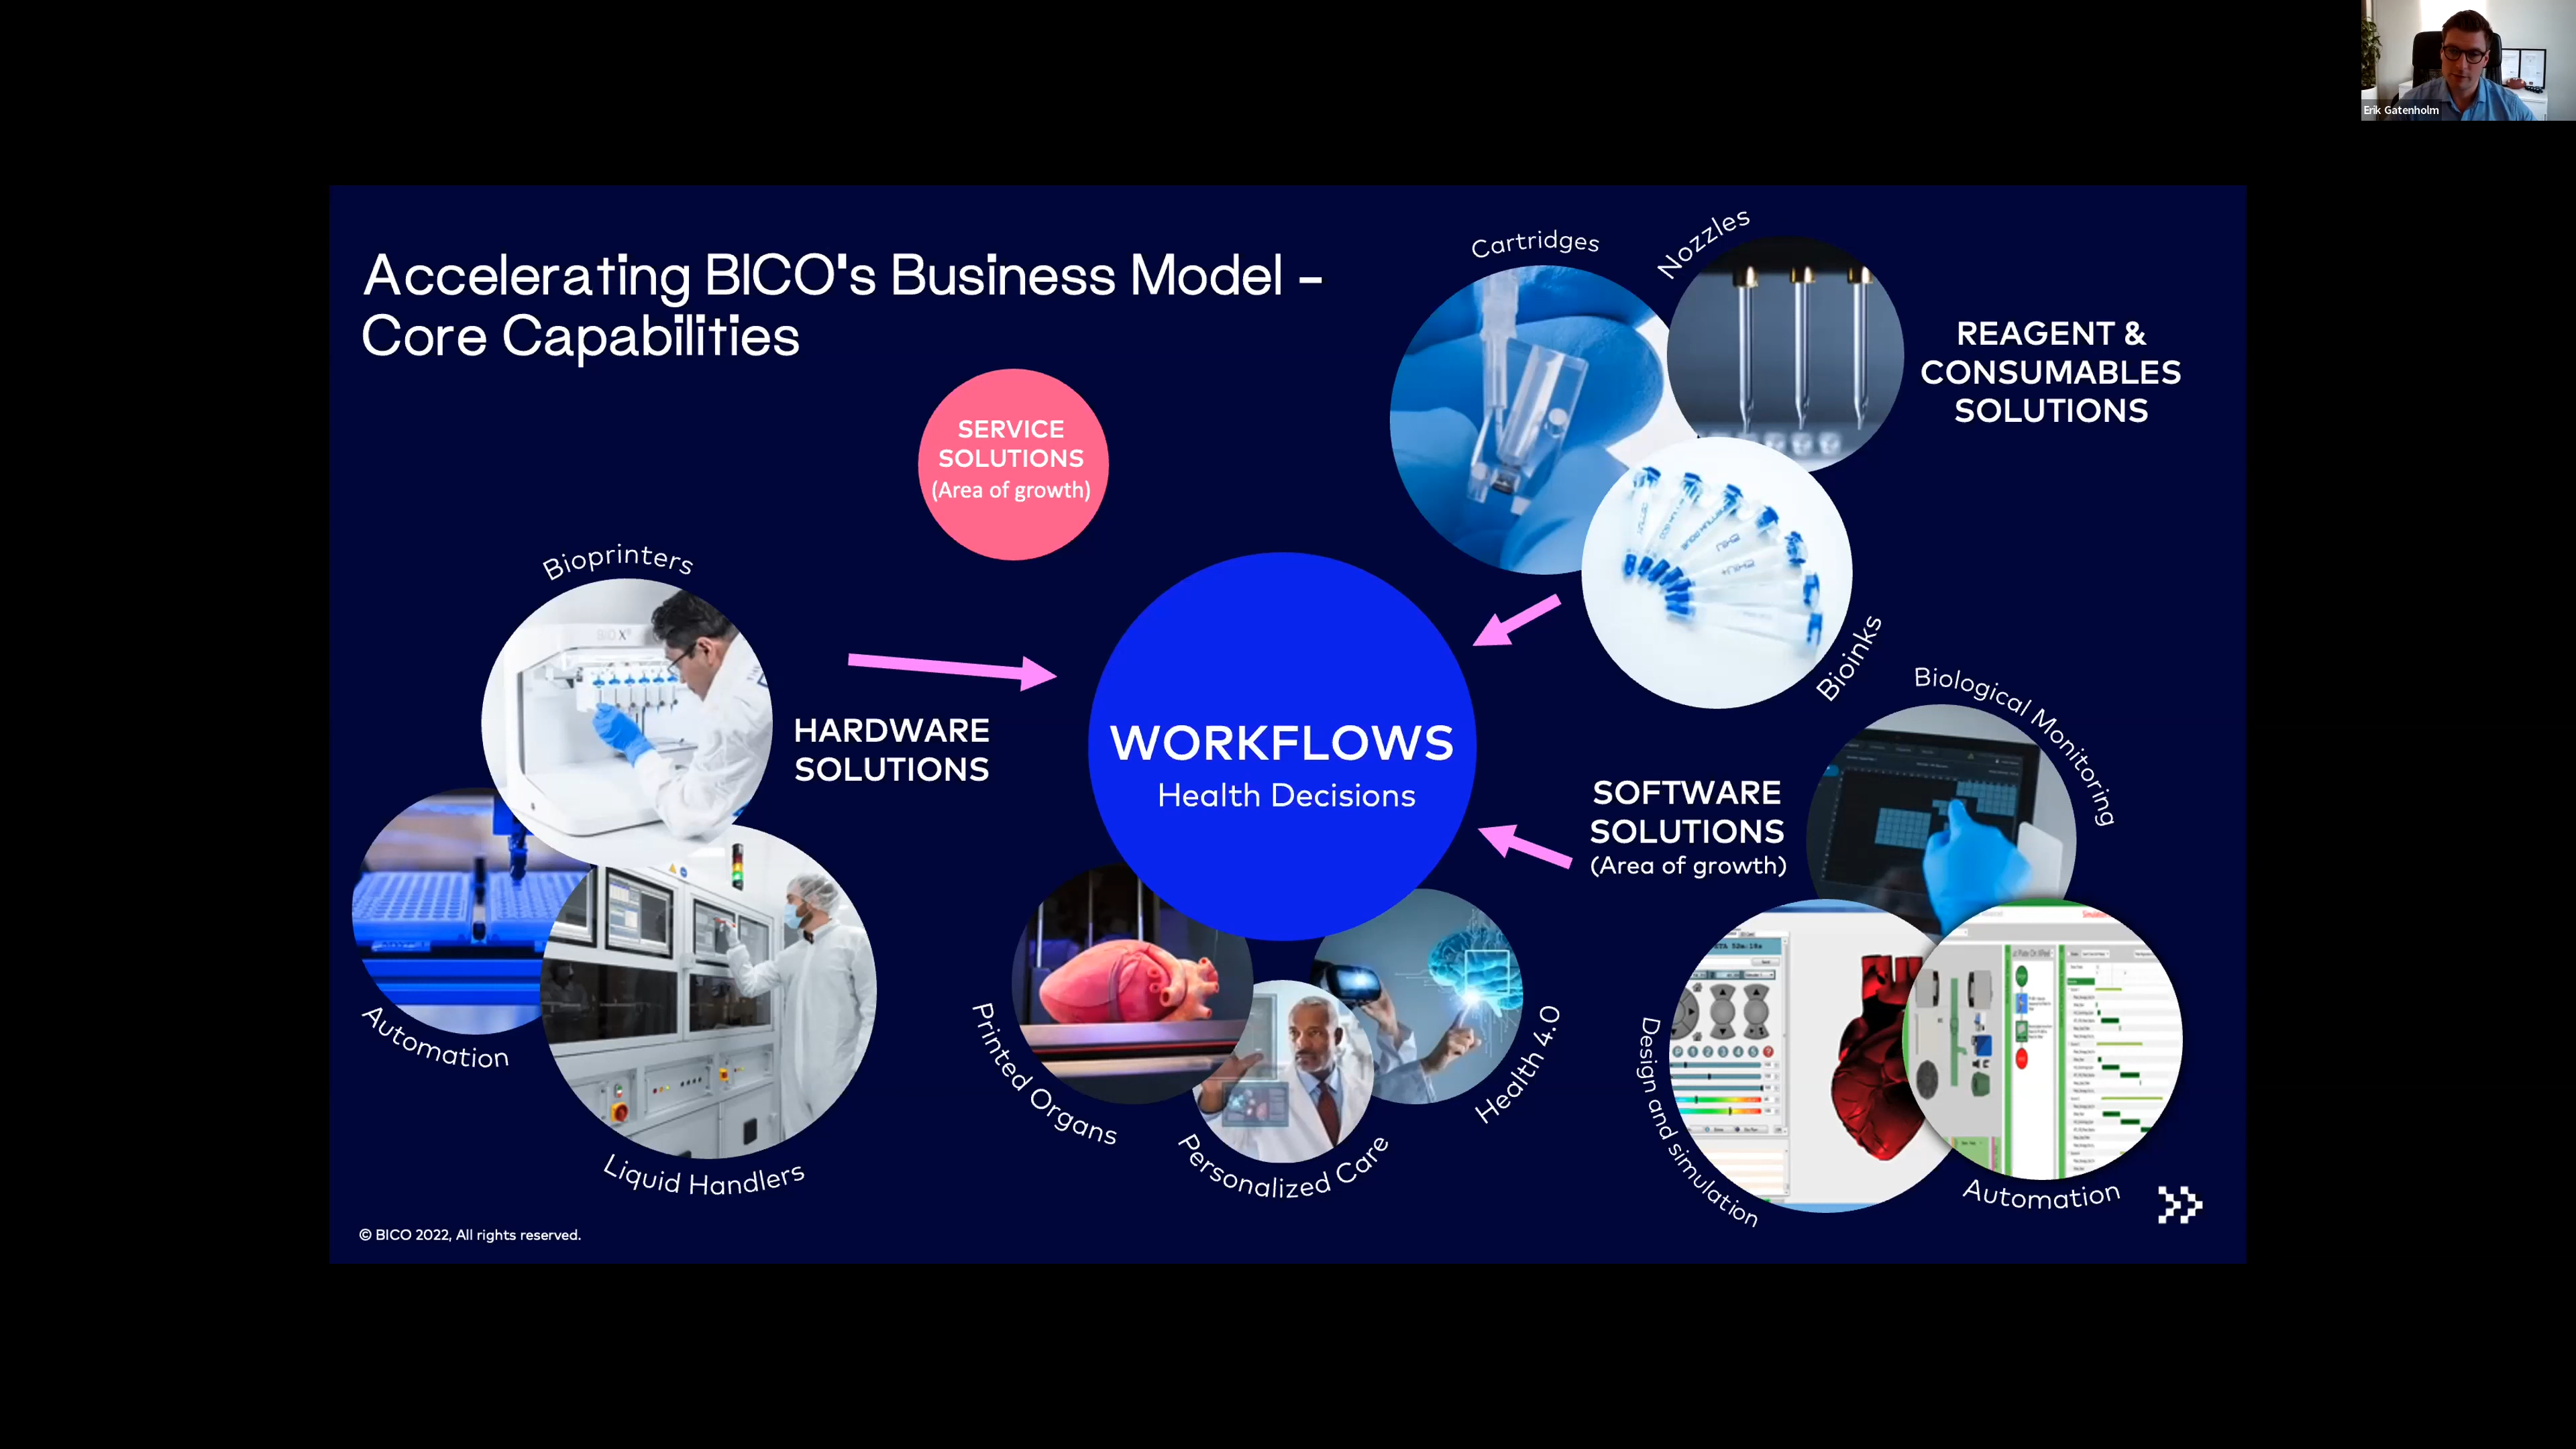 Erik Gatenholm
Accelerating BICO's Business Model –
Core Capabilities
SERVICE
SOLUTIONS
(Area of growth)
Cartridges
Nozzles
REAGENT &
CONSUMABLES
SOLUTIONS
Bioinks
Bioprinters
BIO X6
HARDWARE
SOLUTIONS
Automation
Liquid Handlers
WORKFLOWS
Health Decisions
Printed Organs
Personalized Care
Health 4.0
SOFTWARE
SOLUTIONS
(Area of growth)
Biological Monitoring
Design and simulation
Automation
© BICO 2022, All rights reserved.